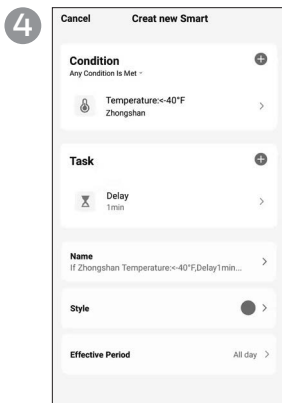 4
Cancel Creat new Smart
Condition
Any Condition Is Met
Temperature:<-40°F
Zhongshan
Task
Delay
1min
Name
If Zhongshan Temperature:<-40°F,Delay1min...
Style
Effective Period All day